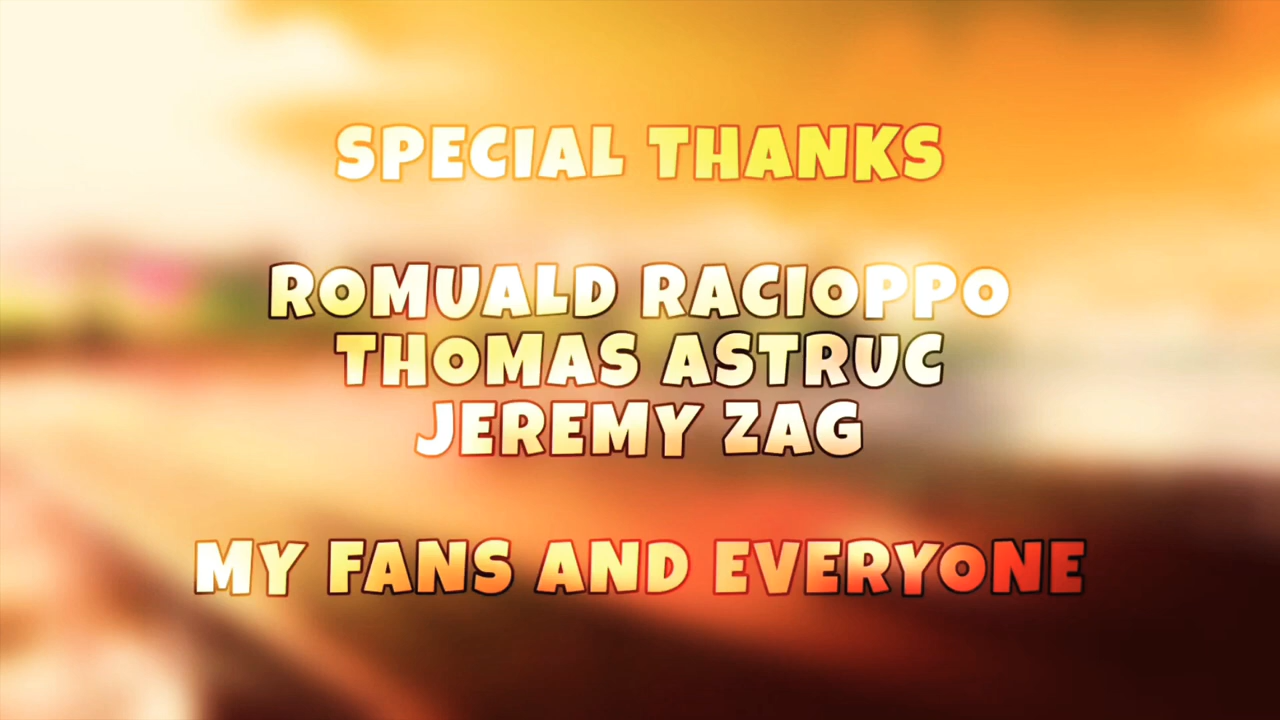 SPECIAL THANKS
ROMUALD RACIOPPO
THOMAS ASTRUC
JEREMY ZAG
MY FANS AND EVERYONE